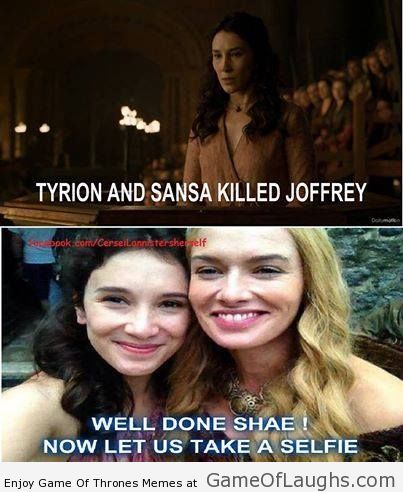 TYRION AND SANSA KILLED JOFFREY
Dailymotion
facebook.com/CerseiLannisterherself
WELL DONE SHAE !
NOW LET US TAKE A SELFIE
Enjoy Game Of Thrones Memes at GameOfLaughs.com